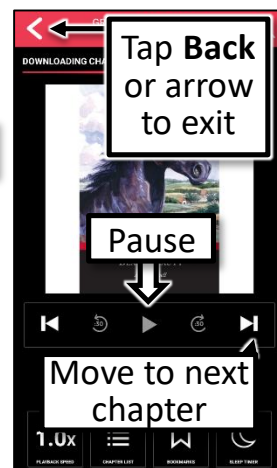 Tap Back
or arrow
to exit
DOWNLOADING CHA
Pause
30
30
Move to next
chapter
1.0x
PLAYBACK SPEED
CHAPTER LIST
BOOKMARKS
SLEEP TIMER